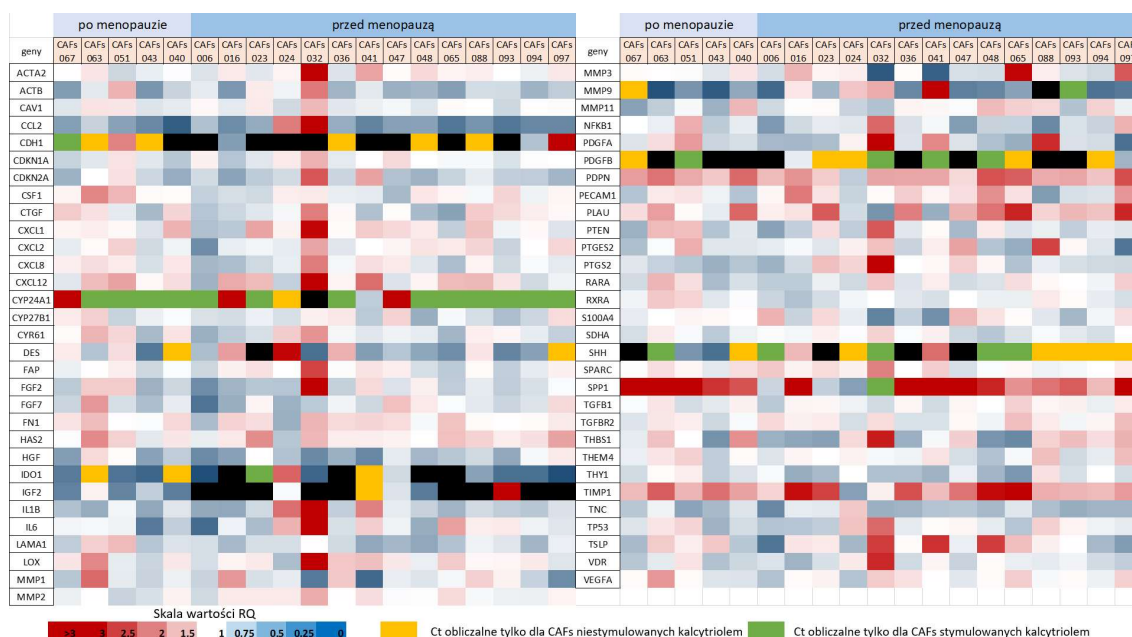 po menopauzie przed menopauzą
geny CAFs 067 CAFs 063 CAFs 051 CAFs 043 CAFs 040 CAFs 006 CAFs 016 CAFs 023 CAFs 024 CAFs 032 CAFs 036 CAFs 041 CAFs 047 CAFs 048 CAFs 065 CAFs 088 CAFs 093 CAFs 094 CAFs 097
ACTA2
ACTB
CAV1
CCL2
CDH1
CDKN1A
CDKN2A
CSF1
CTGF
CXCL1
CXCL2
CXCL8
CXCL12
CYP24A1
CYP27B1
CYR61
DES
FAP
FGF2
FGF7
FN1
HAS2
HGF
IDO1
IGF2
IL1B
IL6
LAMA1
LOX
MMP1
MMP2
po menopauzie przed menopauzą
geny CAFs 067 CAFs 063 CAFs 051 CAFs 043 CAFs 040 CAFs 006 CAFs 016 CAFs 023 CAFs 024 CAFs 032 CAFs 036 CAFs 041 CAFs 047 CAFs 048 CAFs 065 CAFs 088 CAFs 093 CAFs 094 CAFs 097
MMP3
MMP9
MMP11
NFKB1
PDGFA
PDGFB
PDPN
PECAM1
PLAU
PTEN
PTGES2
PTGS2
RARA
RXRA
S100A4
SDHA
SHH
SPARC
SPP1
TGFB1
TGFBR2
THBS1
THEM4
THY1
TIMP1
TNC
TP53
TSLP
VDR
VEGFA
Skala wartości RQ
>3 3 2.5 2 1.5 1 0.75 0.5 0.25 0
Ct obliczalne tylko dla CAFs niestymulowanych kalcytriolem
Ct obliczalne tylko dla CAFs stymulowanych kalcytriolem